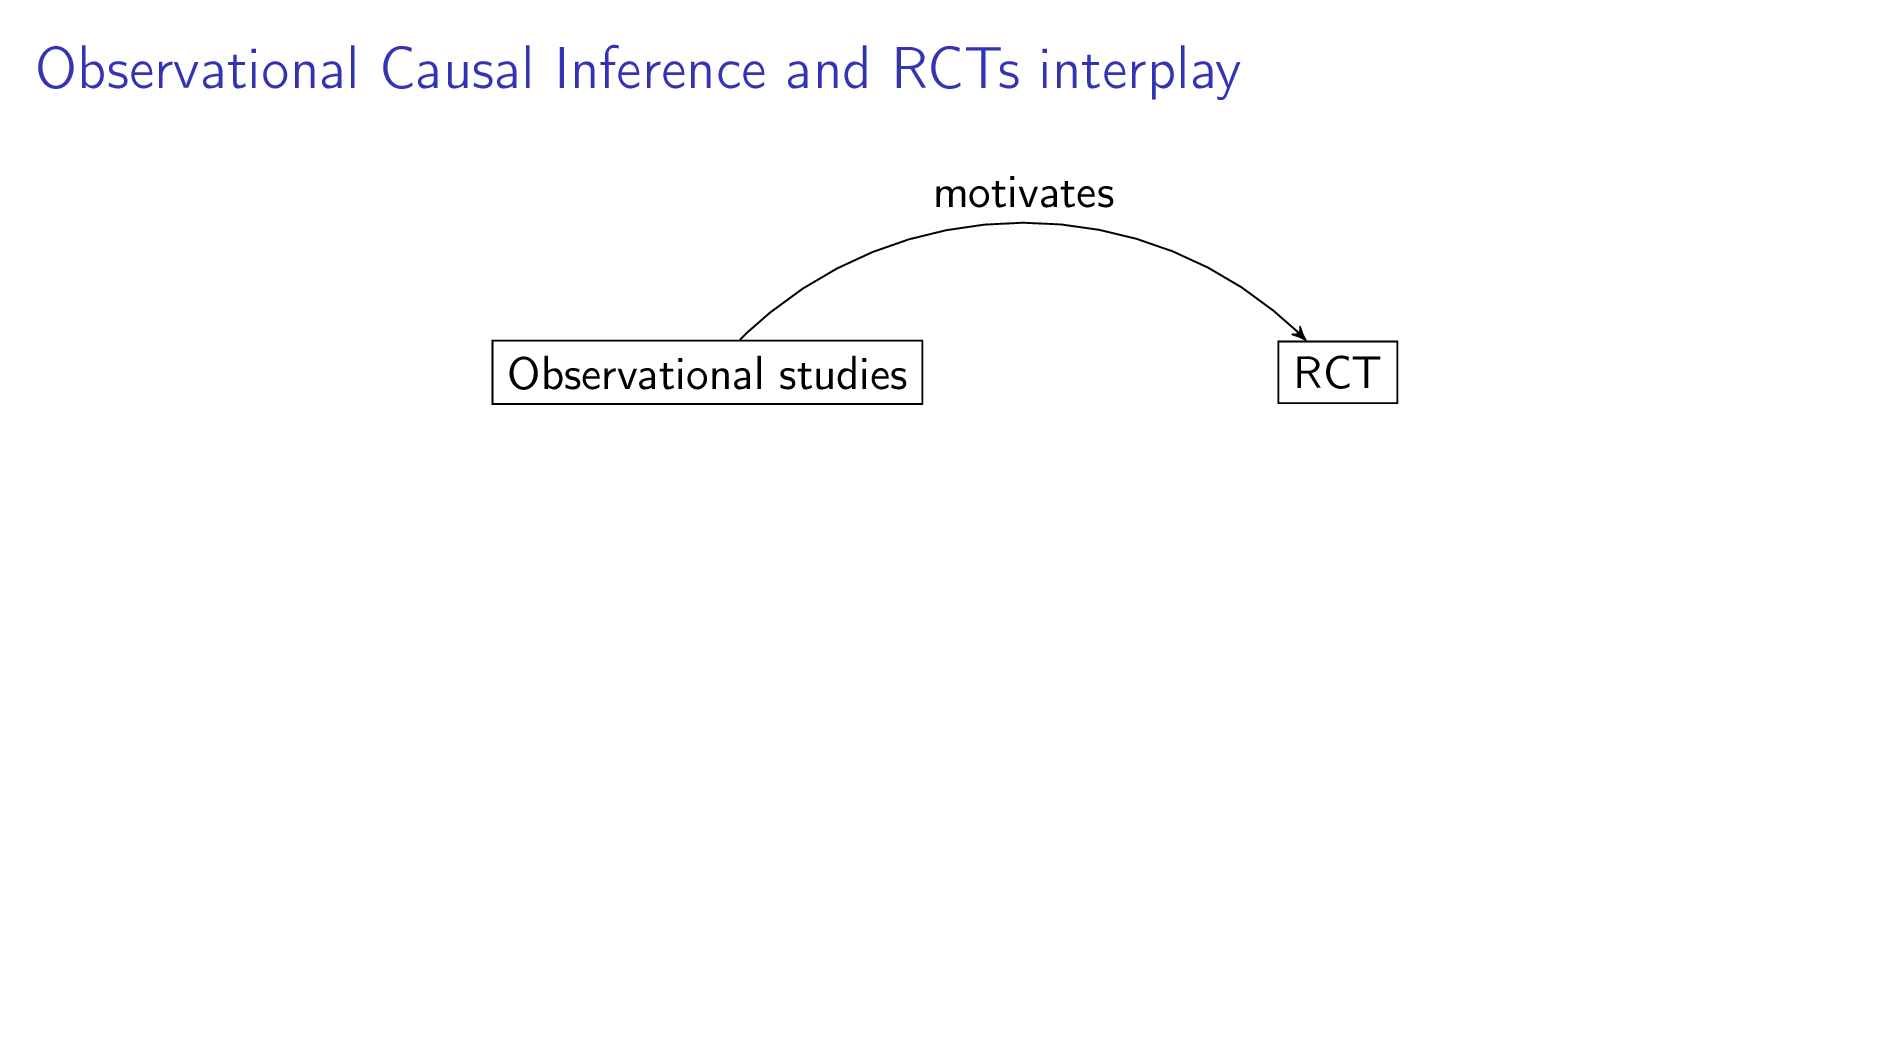 Observational Causal Inference and RCTs interplay
motivates
Observational studies
RCT